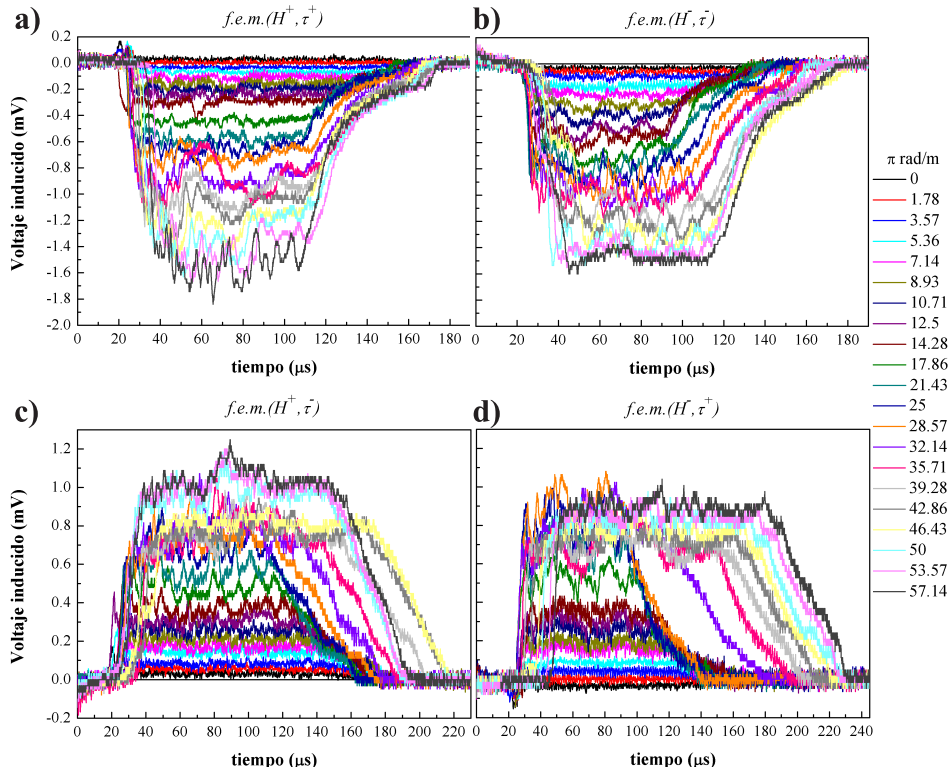 a)
f.e.m.(H⁺, τ⁺)
b)
f.e.m.(H⁻, τ⁻)
Voltaje inducido (mV)
0.2
0.0
-0.2
-0.4
-0.6
-0.8
-1.0
-1.2
-1.4
-1.6
-1.8
-2.0
0 20 40 60 80 100 120 140 160 180
0 20 40 60 80 100 120 140 160 180
tiempo (μs)
tiempo (μs)
π rad/m
0
1.78
3.57
5.36
7.14
8.93
10.71
12.5
14.28
17.86
21.43
25
28.57
32.14
35.71
39.28
42.86
46.43
50
53.57
57.14
c)
f.e.m.(H⁺, τ⁻)
d)
f.e.m.(H⁻, τ⁺)
Voltaje inducido (mV)
1.2
1.0
0.8
0.6
0.4
0.2
0.0
-0.2
0 20 40 60 80 100 120 140 160 180 200 220
0 20 40 60 80 100 120 140 160 180 200 220 240
tiempo (μs)
tiempo (μs)